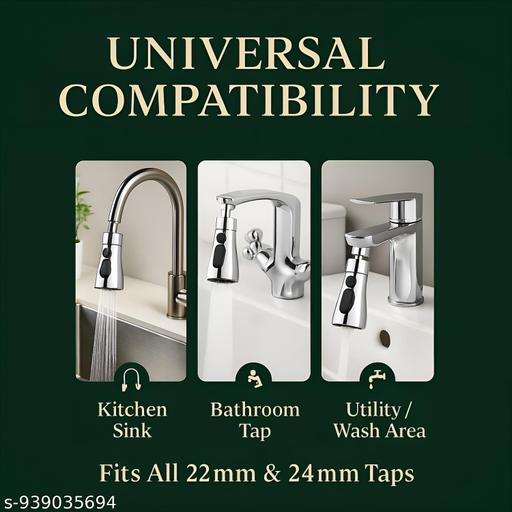 UNIVERSAL
COMPATIBILITY
Kitchen
Sink
Bathroom
Tap
Utility /
Wash Area
Fits All 22mm & 24mm Taps
s-939035694